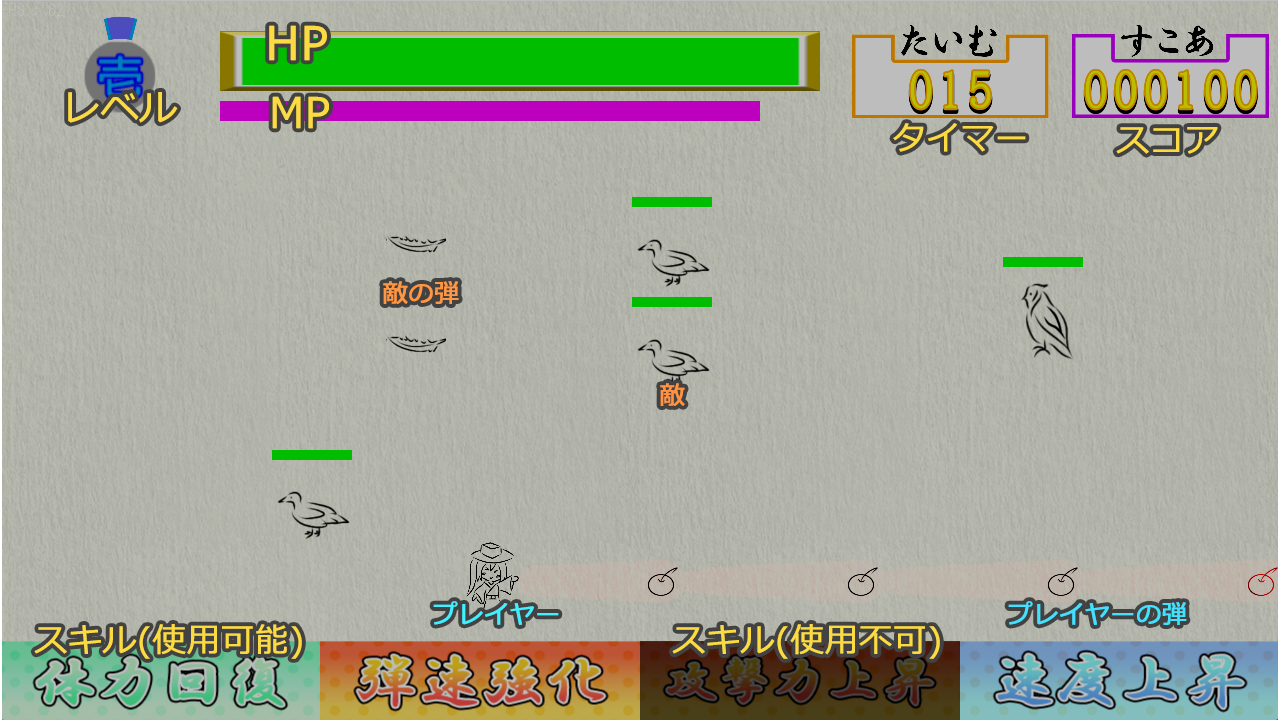 HP
MP
壱
レベル
たいむ
015
タイマー
すこあ
000100
スコア
敵の弾
敵
プレイヤー
プレイヤーの弾
スキル(使用可能)
スキル(使用不可)
体力回復
弾速強化
攻撃力上昇
速度上昇